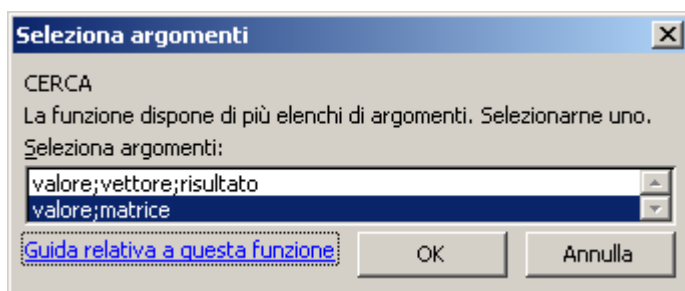 Seleziona argomenti
CERCA
La funzione dispone di più elenchi di argomenti. Selezionarne uno.
Seleziona argomenti:
valore;vettore;risultato
valore;matrice
Guida relativa a questa funzione OK Annulla